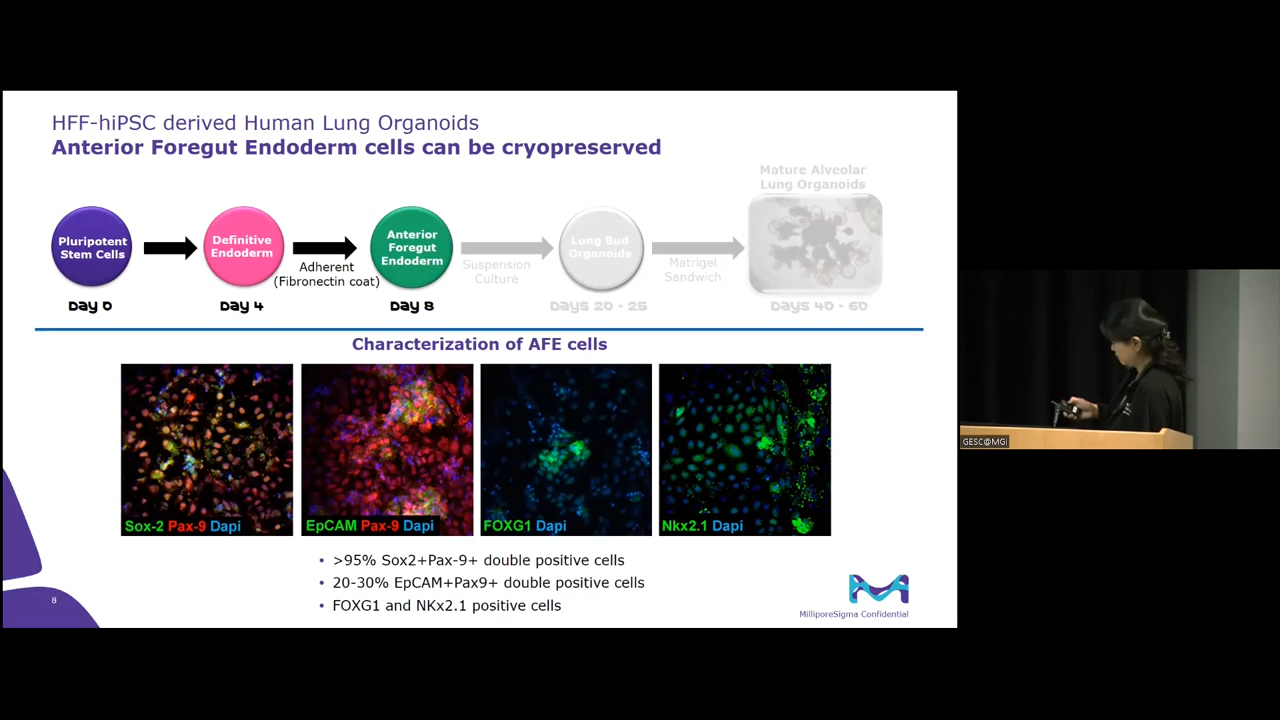 HFF-hiPSC derived Human Lung Organoids
Anterior Foregut Endoderm cells can be cryopreserved
Mature Alveolar
Lung Organoids
Pluripotent
Stem Cells
Definitive
Endoderm
Anterior
Foregut
Endoderm
Lung Bud
Organoids
Adherent
(Fibronectin coat)
Suspension
Culture
Matrigel
Sandwich
Day 0
Day 4
Day 8
Days 20 - 25
Days 40 - 60
Characterization of AFE cells
Sox-2 Pax-9 Dapi
EpCAM Pax-9 Dapi
FOXG1 Dapi
Nkx2.1 Dapi
• >95% Sox2+Pax-9+ double positive cells
• 20-30% EpCAM+Pax9+ double positive cells
• FOXG1 and NKx2.1 positive cells
8
MilliporeSigma Confidential
GESC@MGI